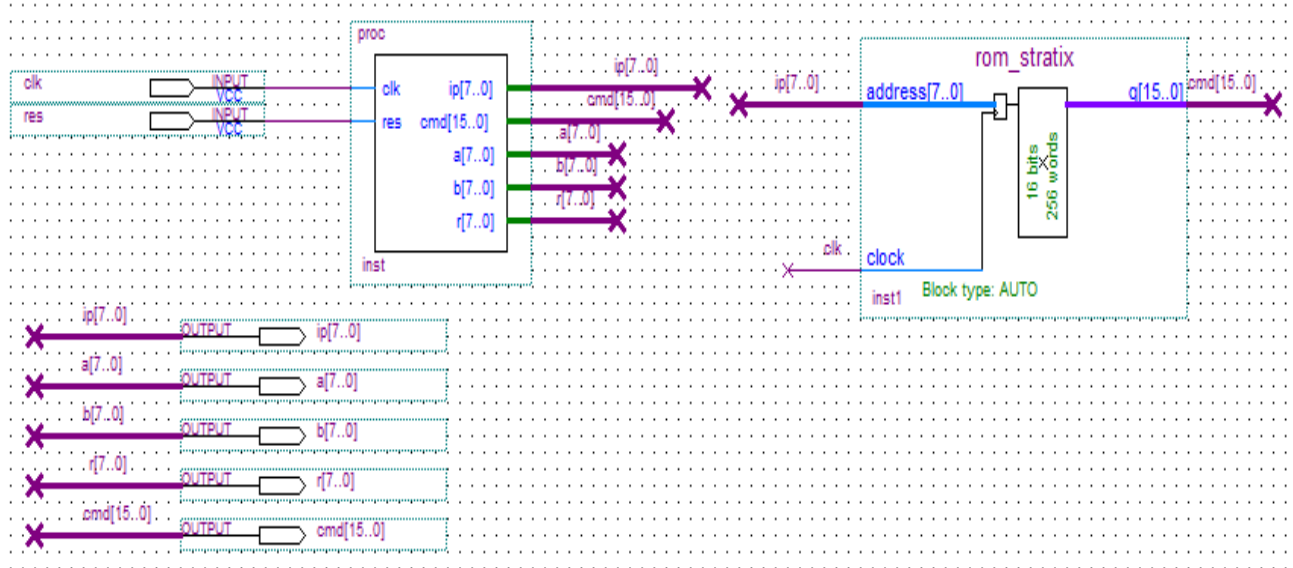 proc
clk INPUT VCC
res INPUT VCC
clk ip[7..0] ip[7..0]
res cmd[15..0] cmd[15..0]
a[7..0] a[7..0]
b[7..0] b[7..0]
r[7..0] r[7..0]
inst
rom_stratix
ip[7..0] address[7..0] q[15..0] cmd[15..0]
16 bits
256 words
clk clock
inst1 Block type: AUTO
ip[7..0] OUTPUT ip[7..0]
a[7..0] OUTPUT a[7..0]
b[7..0] OUTPUT b[7..0]
r[7..0] OUTPUT r[7..0]
cmd[15..0] OUTPUT cmd[15..0]